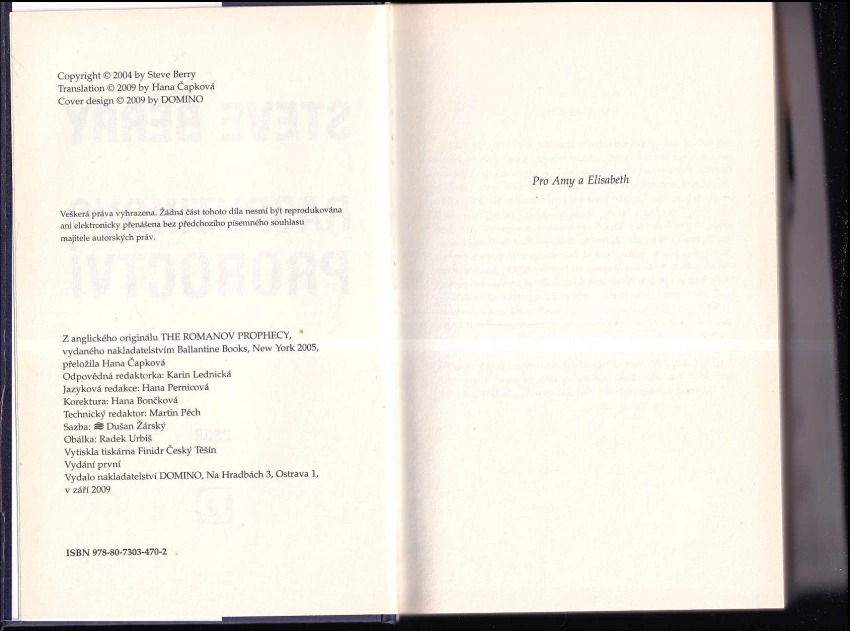 Copyright © 2004 by Steve Berry
Translation © 2009 by Hana Čapková
Cover design © 2009 by DOMINO
Veškerá práva vyhrazena. Žádná část tohoto díla nesmí být reprodukována
ani elektronicky přenášena bez předchozího písemného souhlasu
majitele autorských práv.
Z anglického originálu THE ROMANOV PROPHECY,
vydaného nakladatelstvím Ballantine Books, New York 2005,
přeložila Hana Čapková
Odpovědná redaktorka: Karin Lednická
Jazyková redakce: Hana Pernicová
Korektura: Hana Bončková
Technický redaktor: Martin Pěch
Sazba: Dušan Žárský
Obálka: Radek Urbiš
Vytiskla tiskárna Finidr Český Těšín
Vydání první
Vydalo nakladatelství DOMINO, Na Hradbách 3, Ostrava 1,
v září 2009
ISBN 978-80-7303-470-2
Pro Amy a Elisabeth